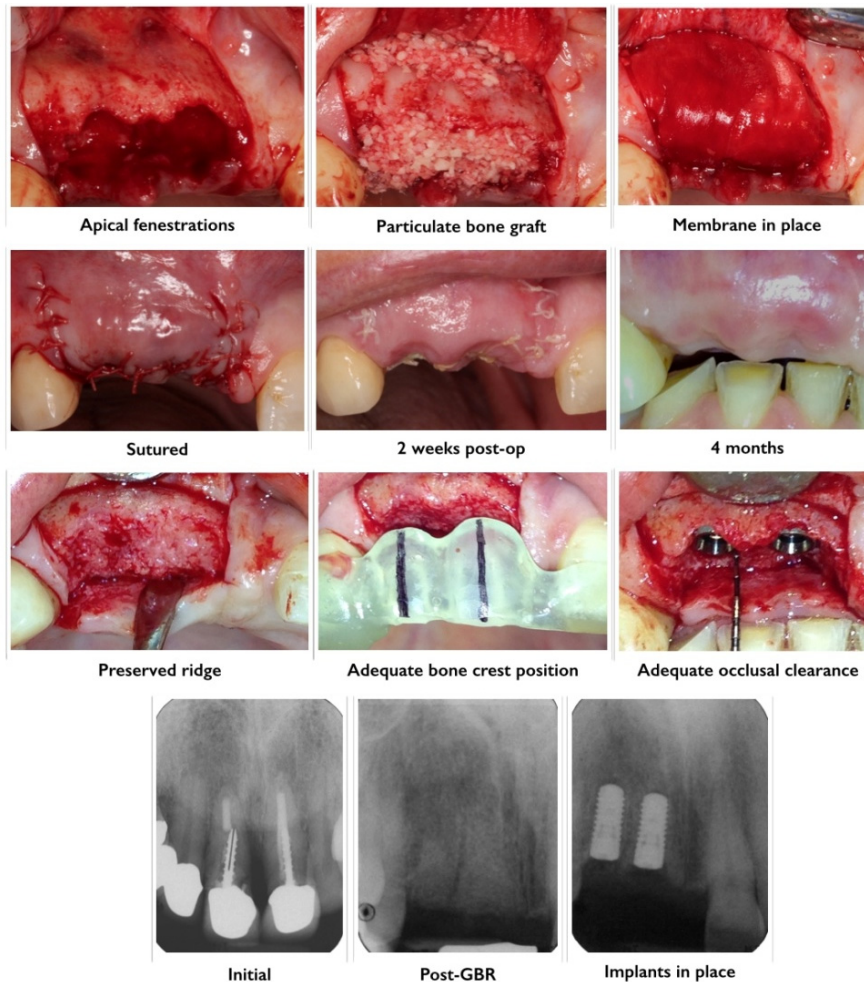 Apical fenestrations
Particulate bone graft
Membrane in place
Sutured
2 weeks post-op
4 months
Preserved ridge
Adequate bone crest position
Adequate occlusal clearance
Initial
Post-GBR
Implants in place